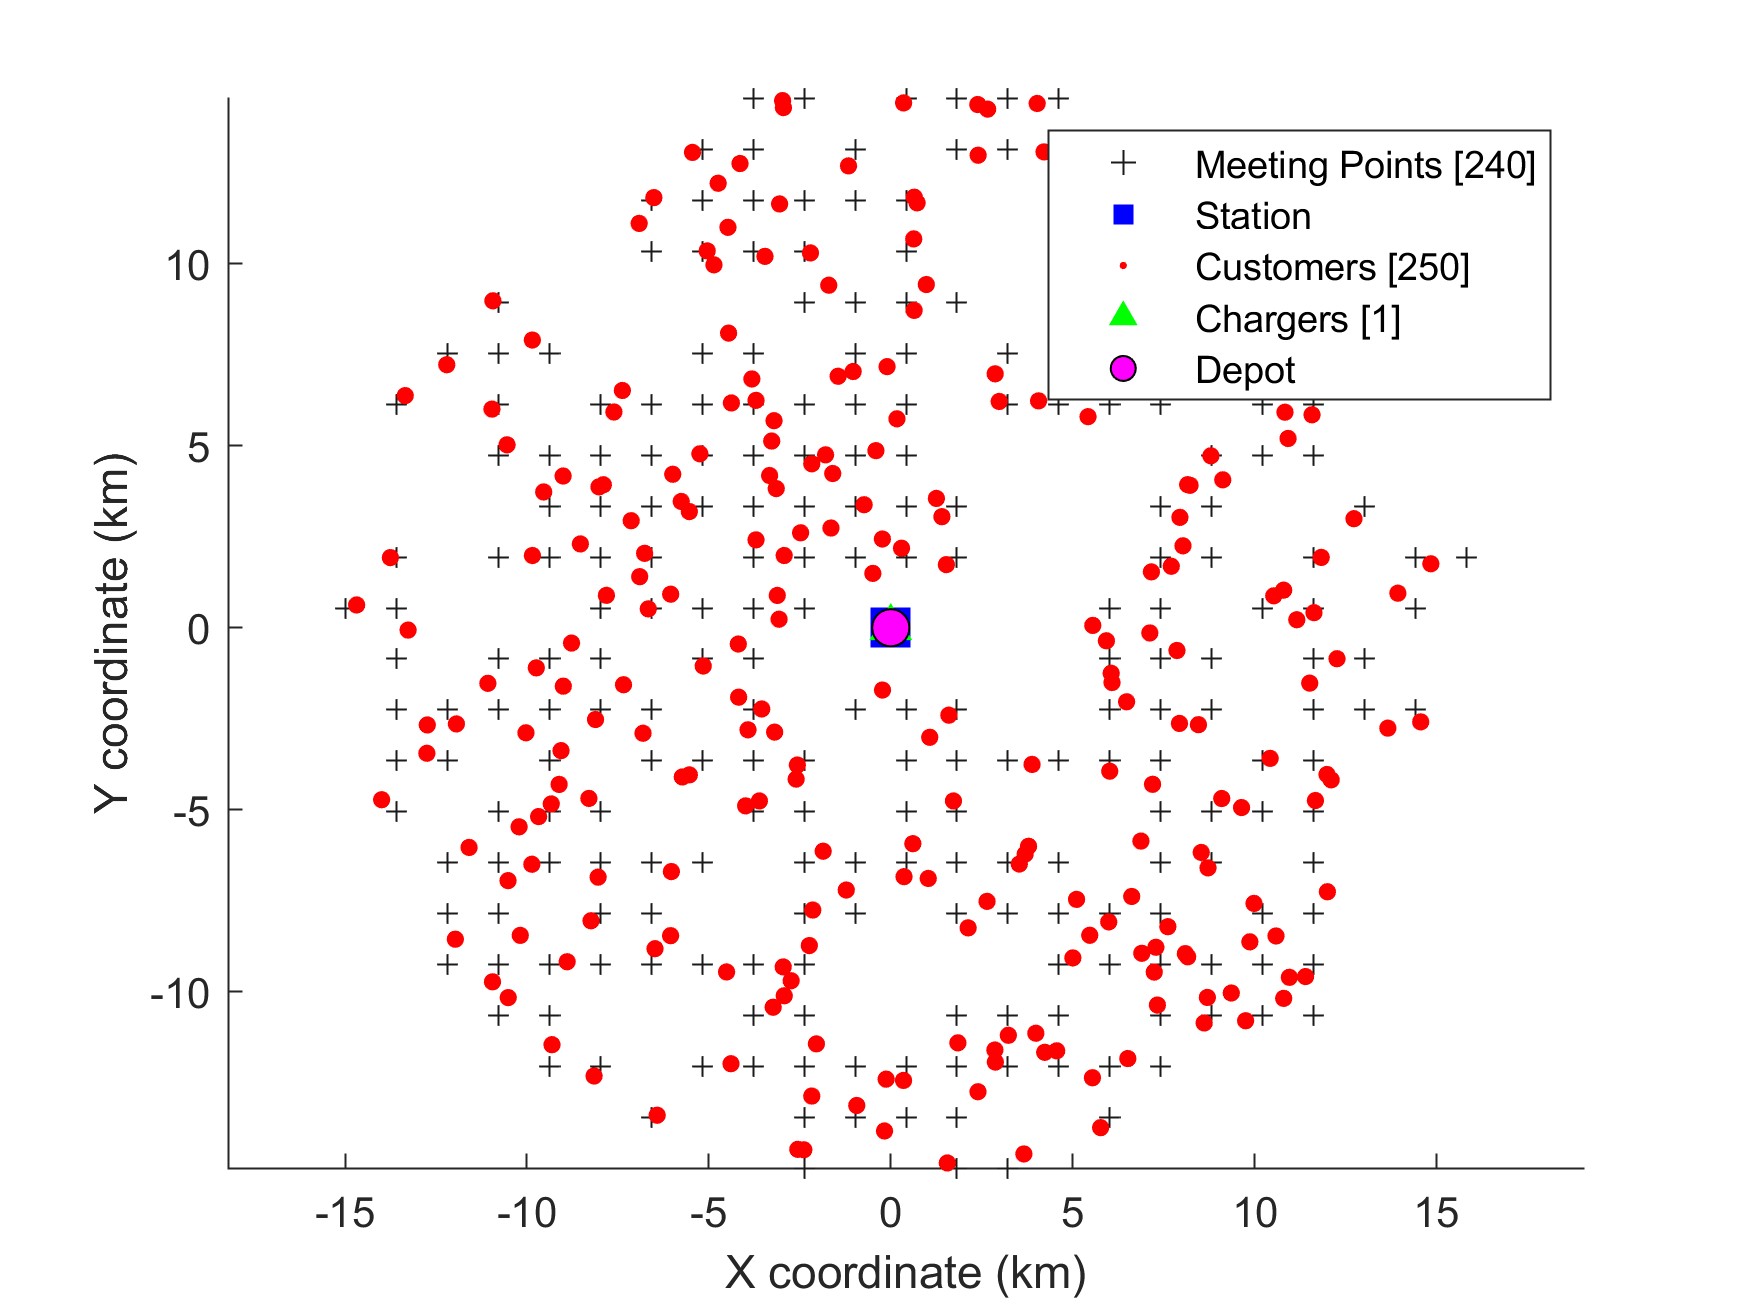 Meeting Points [240]
Station
Customers [250]
Chargers [1]
Depot
10
5
0
-5
-10
Y coordinate (km)
-15
-10
-5
0
5
10
15
X coordinate (km)